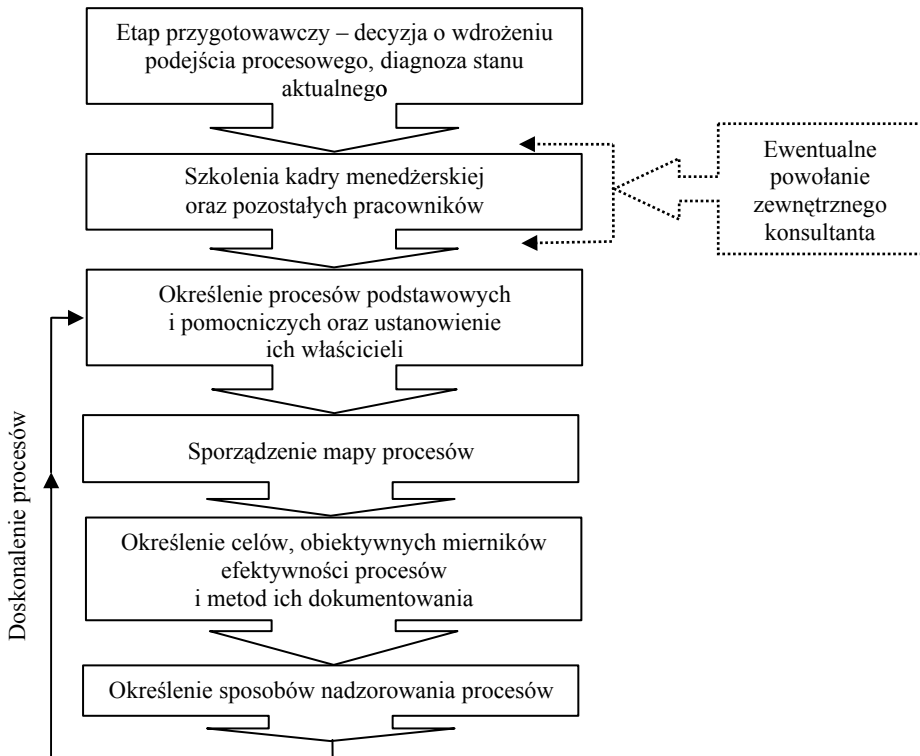 Etap przygotowawczy – decyzja o wdrożeniu
podejścia procesowego, diagnoza stanu
aktualnego
Szkolenia kadry menedżerskiej
oraz pozostałych pracowników
Ewentualne
powołanie
zewnętrznego
konsultanta
Określenie procesów podstawowych
i pomocniczych oraz ustanowienie
ich właścicieli
Sporządzenie mapy procesów
Określenie celów, obiektywnych mierników
efektywności procesów
i metod ich dokumentowania
Określenie sposobów nadzorowania procesów
Doskonalenie procesów